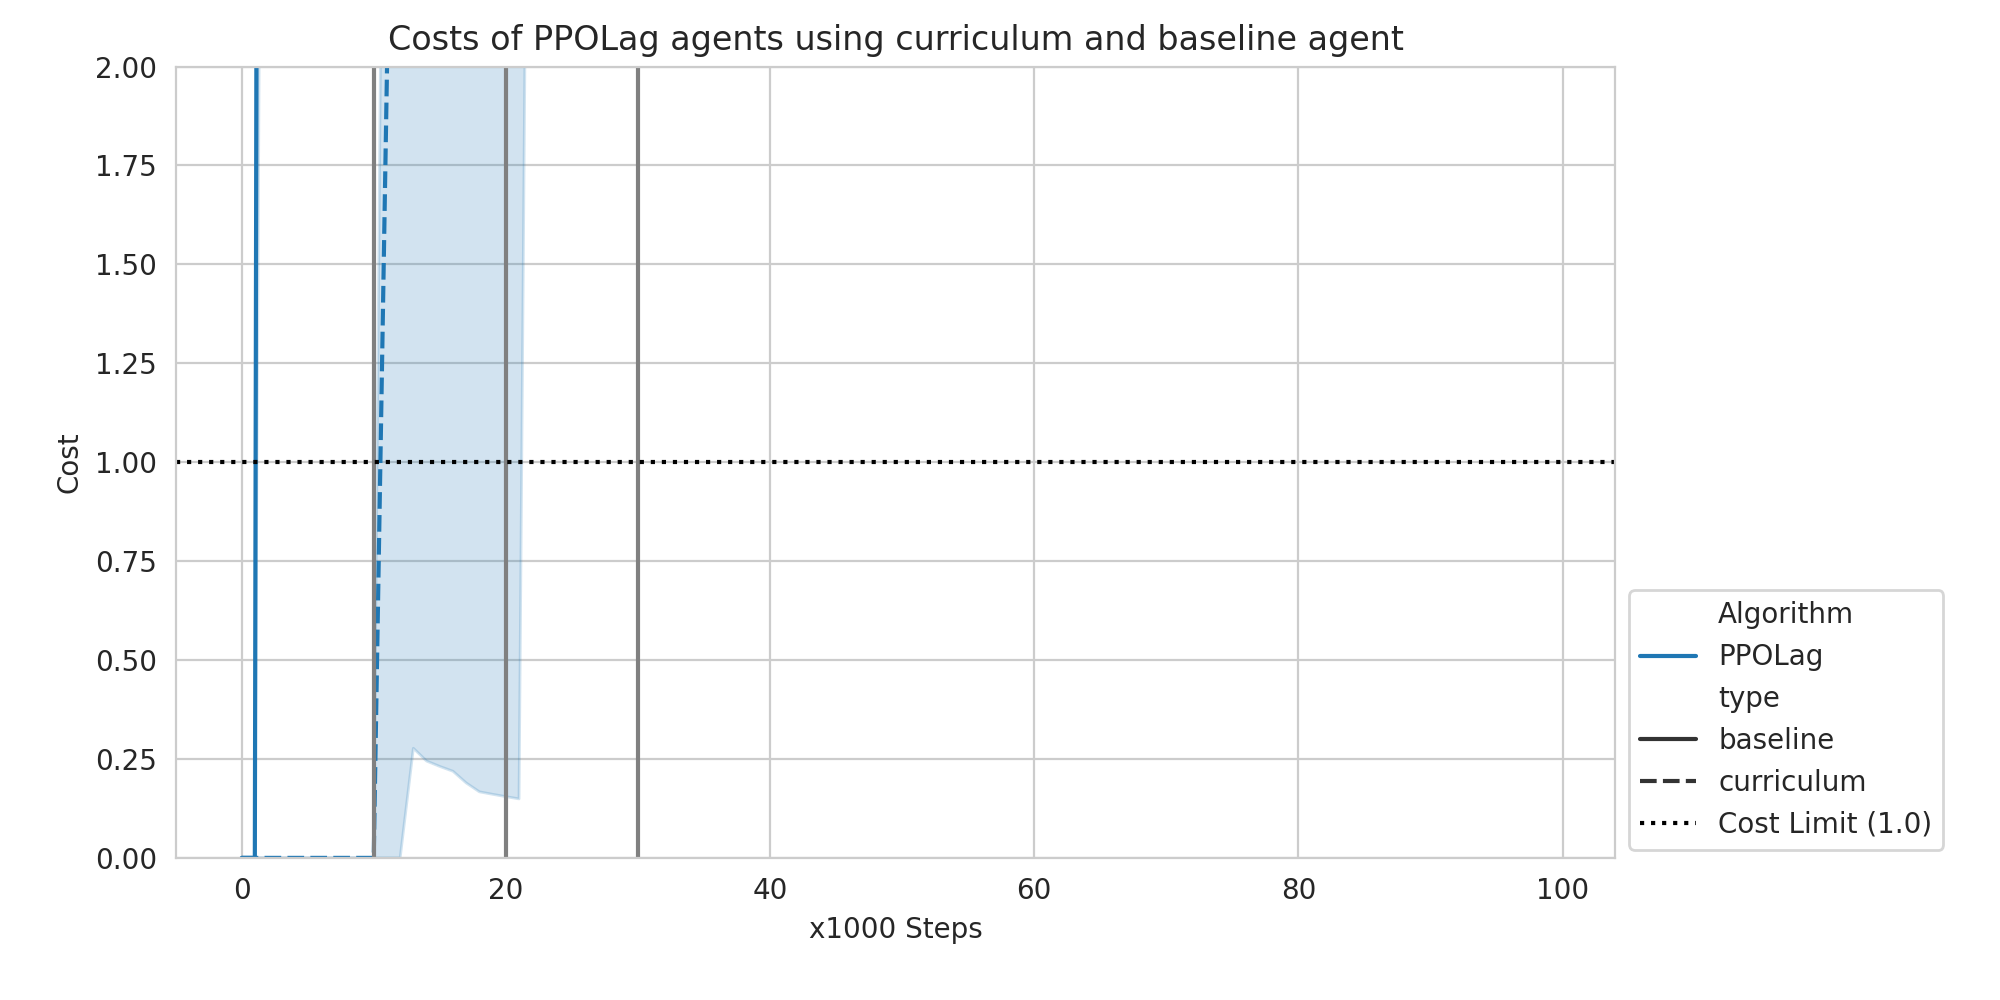 Costs of PPOLag agents using curriculum and baseline agent
2.00
1.75
1.50
1.25
1.00
0.75
0.50
0.25
0.00
Cost
0 20 40 60 80 100
x1000 Steps
Algorithm
PPOLag
type
baseline
curriculum
Cost Limit (1.0)